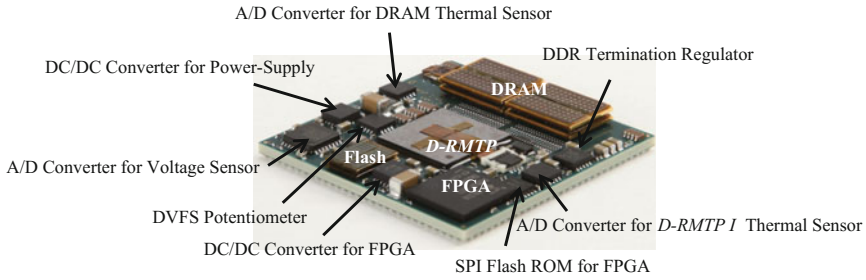 A/D Converter for DRAM Thermal Sensor
DDR Termination Regulator
DC/DC Converter for Power-Supply
DRAM
D-RMTP
Flash
A/D Converter for Voltage Sensor
FPGA
DVFS Potentiometer
A/D Converter for D-RMTP I Thermal Sensor
DC/DC Converter for FPGA
SPI Flash ROM for FPGA